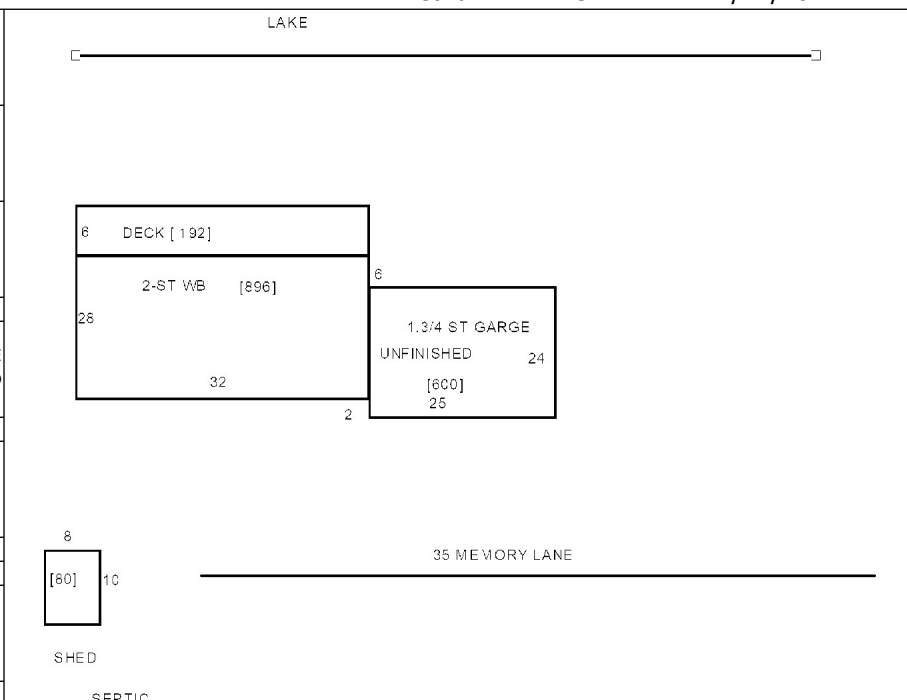 LAKE
6 DECK [ 192]
6
2-ST WB [896]
28
1.3/4 ST GARGE
UNFINISHED 24
32
[600]
25
2
8
35 MEMORY LANE
[80] 10
SHED
SEPTIC